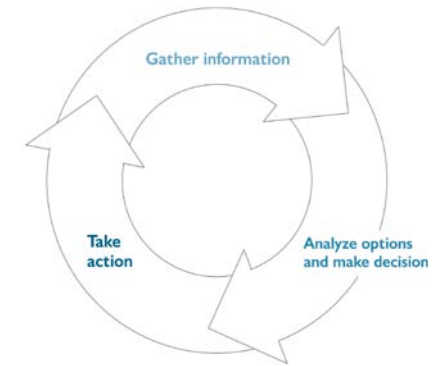 Gather information
Analyze options
and make decision
Take
action